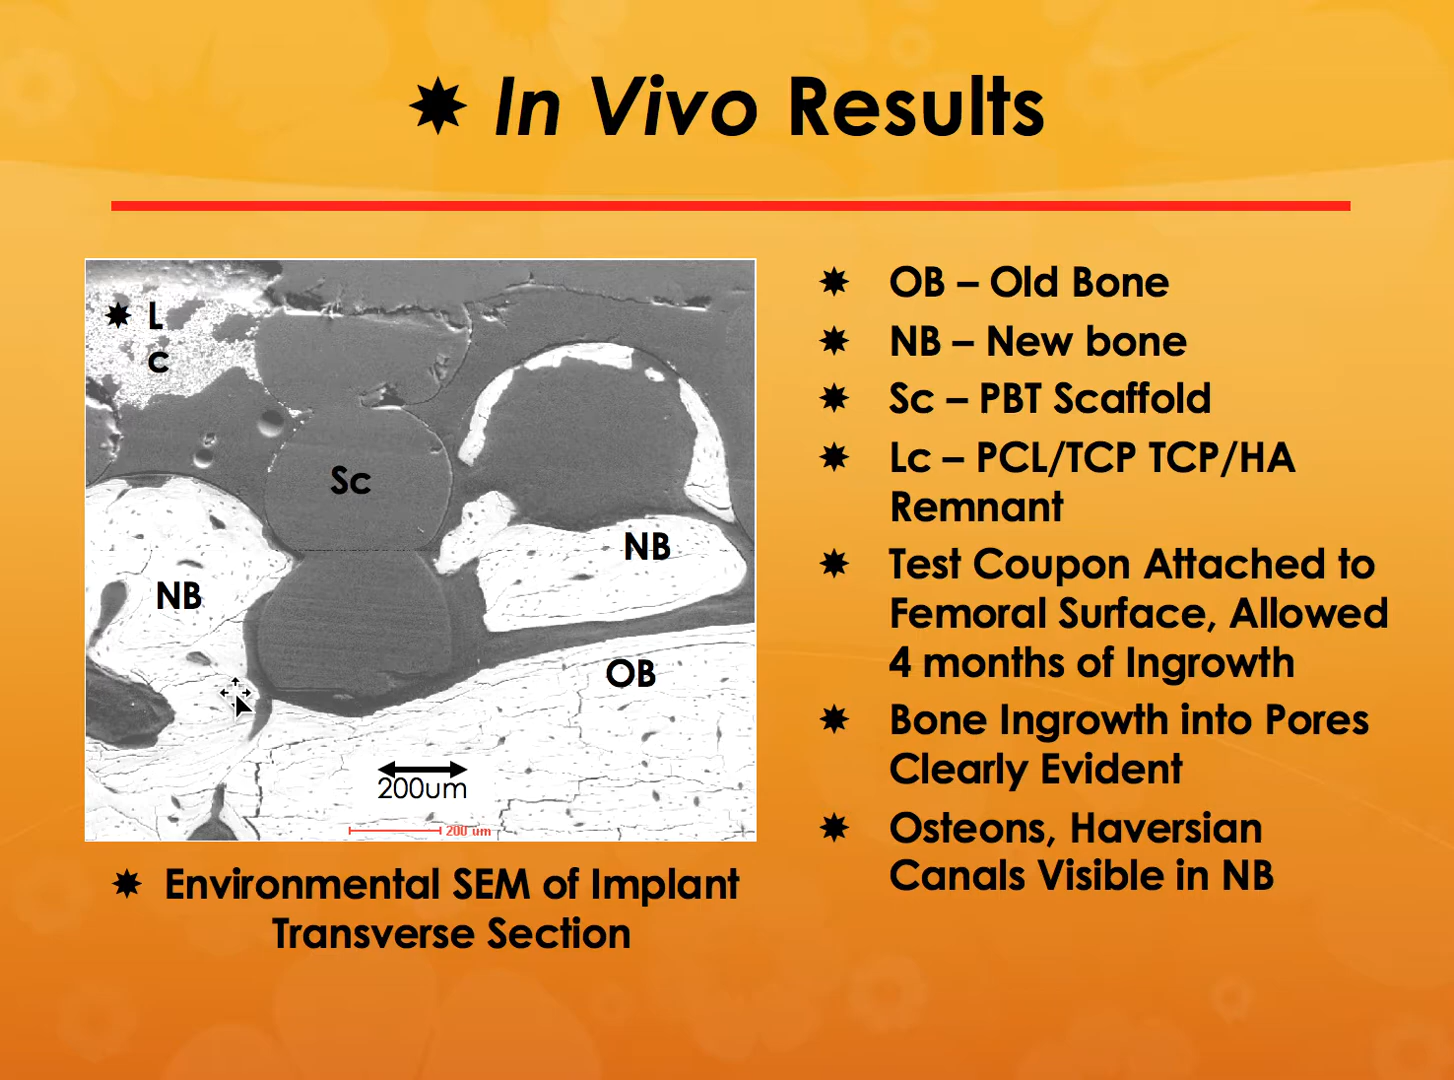 In Vivo Results
L
c
Sc
NB
NB
OB
200um
200 um
Environmental SEM of Implant
Transverse Section
OB – Old Bone
NB – New bone
Sc – PBT Scaffold
Lc – PCL/TCP TCP/HA
Remnant
Test Coupon Attached to
Femoral Surface, Allowed
4 months of Ingrowth
Bone Ingrowth into Pores
Clearly Evident
Osteons, Haversian
Canals Visible in NB